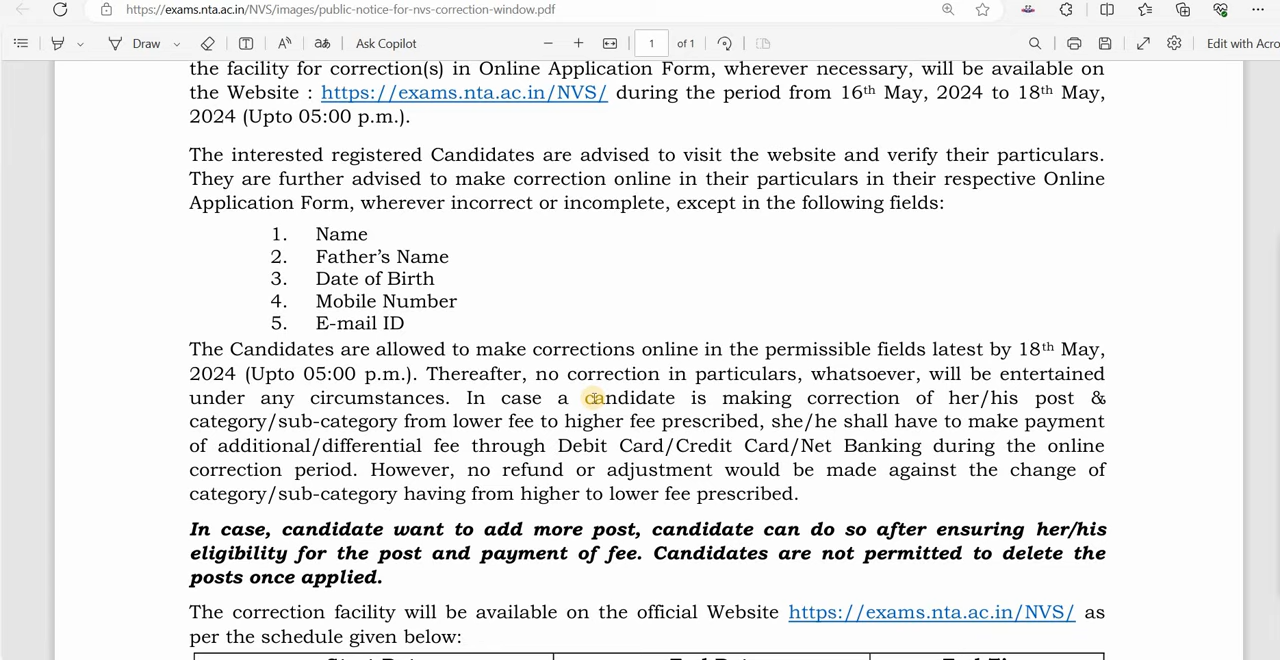 https://exams.nta.ac.in/NVS/images/public-notice-for-nvs-correction-window.pdf
Draw
Ask Copilot
1
of 1
Edit with Acro
the facility for correction(s) in Online Application Form, wherever necessary, will be available on
the Website : https://exams.nta.ac.in/NVS/ during the period from 16th May, 2024 to 18th May,
2024 (Upto 05:00 p.m.).
The interested registered Candidates are advised to visit the website and verify their particulars.
They are further advised to make correction online in their particulars in their respective Online
Application Form, wherever incorrect or incomplete, except in the following fields:
1. Name
2. Father's Name
3. Date of Birth
4. Mobile Number
5. E-mail ID
The Candidates are allowed to make corrections online in the permissible fields latest by 18th May,
2024 (Upto 05:00 p.m.). Thereafter, no correction in particulars, whatsoever, will be entertained
under any circumstances. In case a candidate is making correction of her/his post &
category/sub-category from lower fee to higher fee prescribed, she/he shall have to make payment
of additional/differential fee through Debit Card/Credit Card/Net Banking during the online
correction period. However, no refund or adjustment would be made against the change of
category/sub-category having from higher to lower fee prescribed.
In case, candidate want to add more post, candidate can do so after ensuring her/his
eligibility for the post and payment of fee. Candidates are not permitted to delete the
posts once applied.
The correction facility will be available on the official Website https://exams.nta.ac.in/NVS/ as
per the schedule given below: